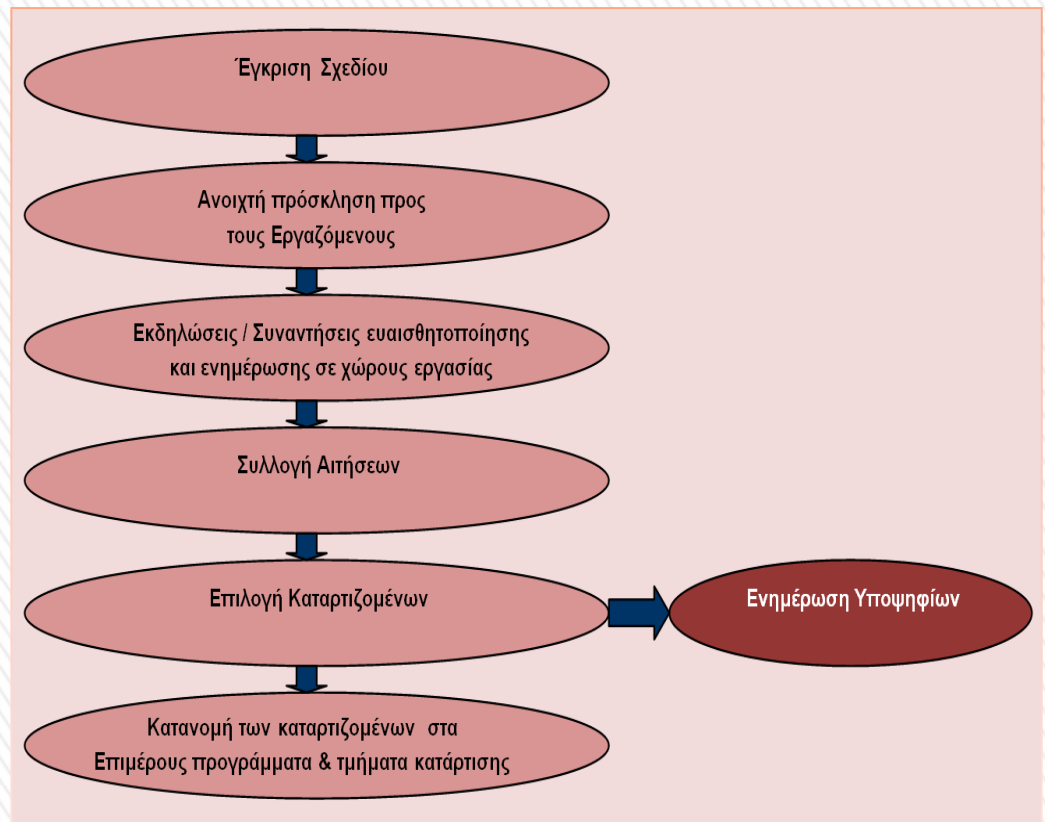 Έγκριση Σχεδίου
Ανοιχτή πρόσκληση προς
τους Εργαζόμενους
Εκδηλώσεις / Συναντήσεις ευαισθητοποίησης
και ενημέρωσης σε χώρους εργασίας
Συλλογή Αιτήσεων
Επιλογή Καταρτιζομένων
Ενημέρωση Υποψηφίων
Κατανομή των καταρτιζομένων στα
Επιμέρους προγράμματα & τμήματα κατάρτισης